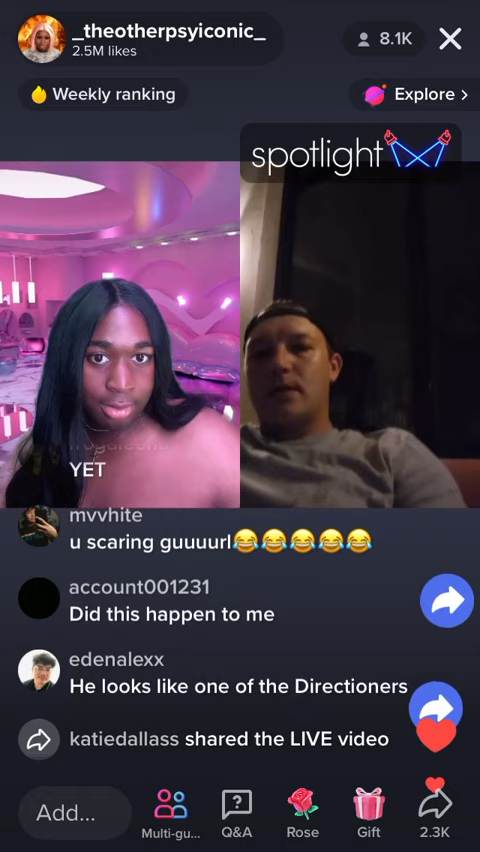 _theotherpsyiconic_
2.5M likes
8.1K
Weekly ranking
Explore >
spotlight
YET
mvvhite
u scaring guuuurl😂😂😂😂😂
account001231
Did this happen to me
edenalexx
He looks like one of the Directioners
katiedallass shared the LIVE video
Add...
Multi-gu...
Q&A
Rose
Gift
2.3K